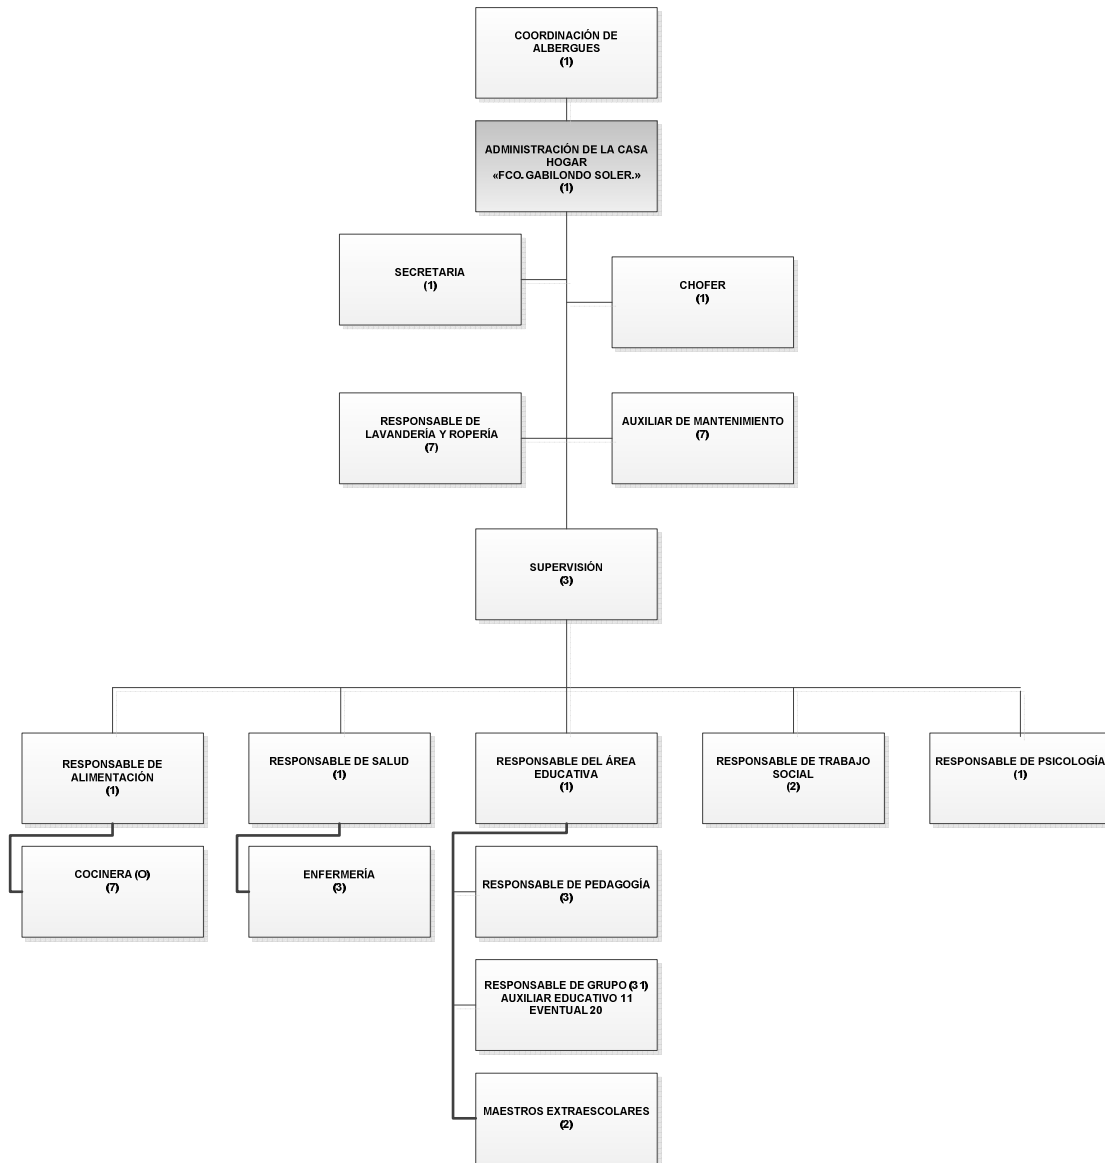 COORDINACIÓN DE
ALBERGUES
(1)
ADMINISTRACIÓN DE LA CASA
HOGAR
«FCO. GABILONDO SOLER.»
(1)
SECRETARIA
(1)
CHOFER
(1)
RESPONSABLE DE
LAVANDERÍA Y ROPERÍA
(7)
AUXILIAR DE MANTENIMIENTO
(7)
SUPERVISIÓN
(3)
RESPONSABLE DE
ALIMENTACIÓN
(1)
RESPONSABLE DE SALUD
(1)
RESPONSABLE DEL ÁREA
EDUCATIVA
(1)
RESPONSABLE DE TRABAJO
SOCIAL
(2)
RESPONSABLE DE PSICOLOGÍA
(1)
COCINERA (O)
(7)
ENFERMERÍA
(3)
RESPONSABLE DE PEDAGOGÍA
(3)
RESPONSABLE DE GRUPO (31)
AUXILIAR EDUCATIVO 11
EVENTUAL 20
MAESTROS EXTRAESCOLARES
(2)